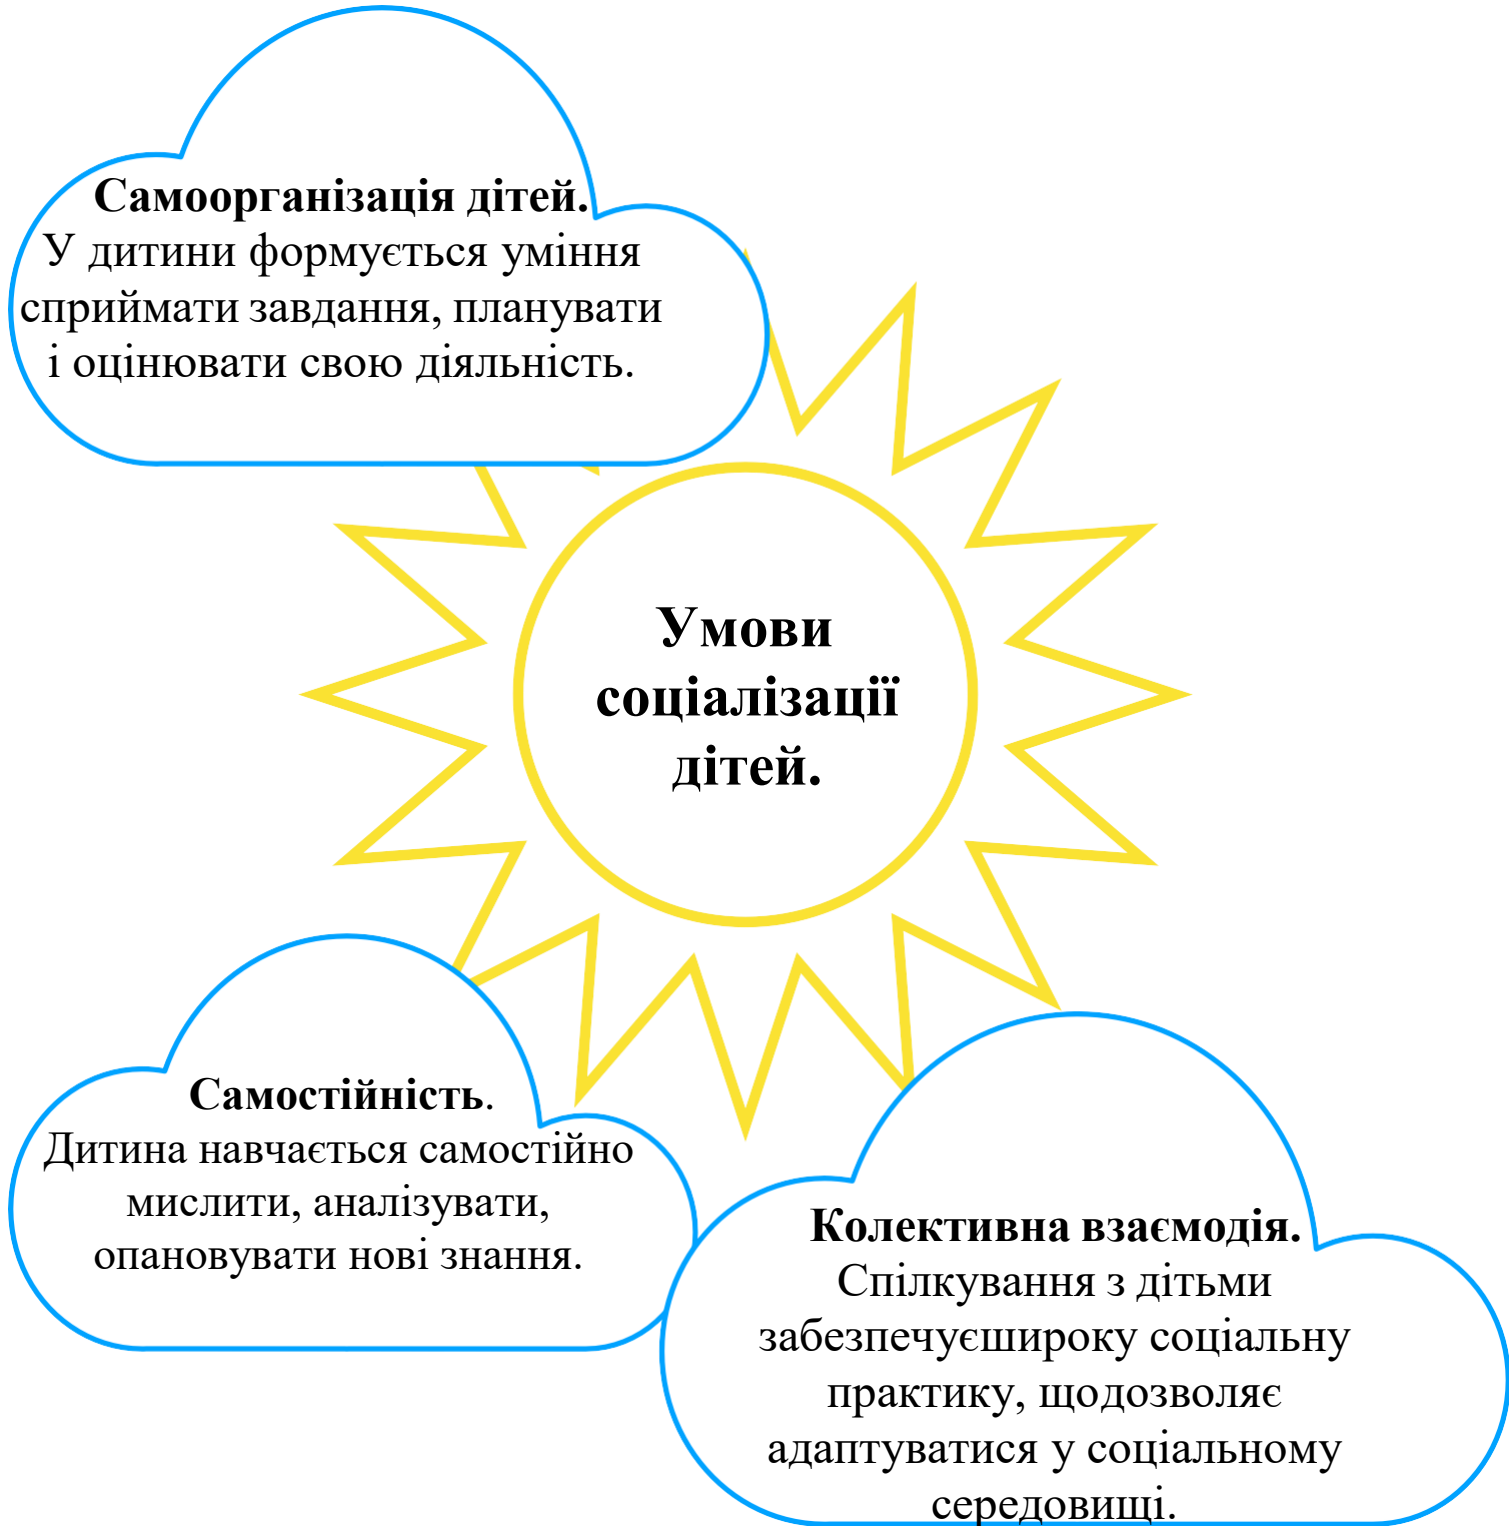 Самоорганізація дітей.
У дитини формується уміння
сприймати завдання, планувати
і оцінювати свою діяльність.
Умови
соціалізації
дітей.
Самостійність.
Дитина навчається самостійно
мислити, аналізувати,
опановувати нові знання.
Колективна взаємодія.
Спілкування з дітьми
забезпечуєшироку соціальну
практику, щодозволяє
адаптуватися у соціальному
середовищі.